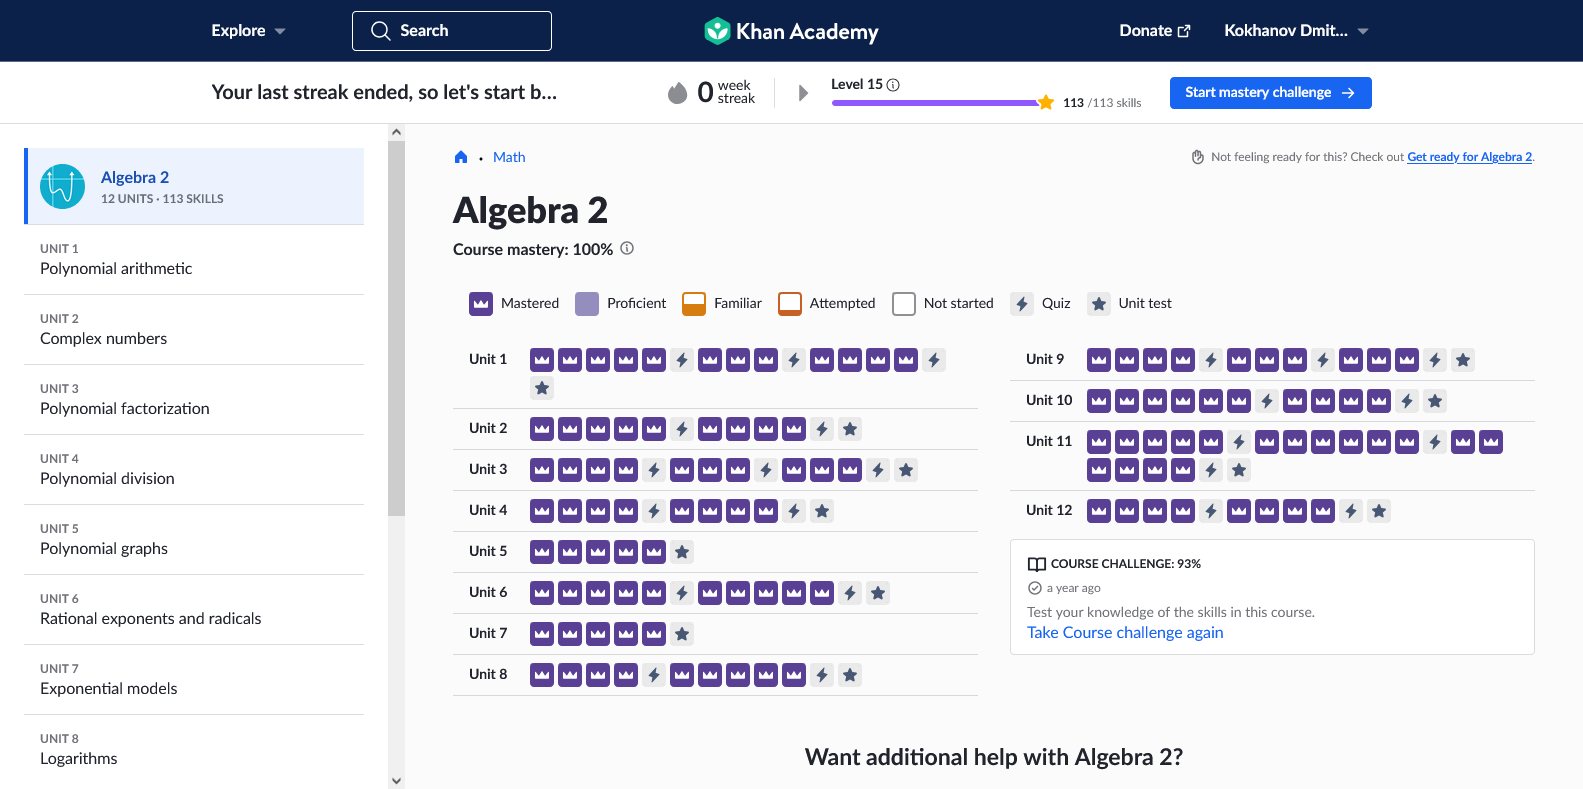 Explore
Search
Khan Academy
Donate
Kokhanov Dmit...
Your last streak ended, so let's start b...
0 week streak
Level 15
113 /113 skills
Start mastery challenge
Algebra 2
12 UNITS · 113 SKILLS
UNIT 1
Polynomial arithmetic
UNIT 2
Complex numbers
UNIT 3
Polynomial factorization
UNIT 4
Polynomial division
UNIT 5
Polynomial graphs
UNIT 6
Rational exponents and radicals
UNIT 7
Exponential models
UNIT 8
Logarithms
Math
Not feeling ready for this? Check out Get ready for Algebra 2.
Algebra 2
Course mastery: 100%
Mastered
Proficient
Familiar
Attempted
Not started
Quiz
Unit test
Unit 1
Unit 2
Unit 3
Unit 4
Unit 5
Unit 6
Unit 7
Unit 8
Unit 9
Unit 10
Unit 11
Unit 12
COURSE CHALLENGE: 93%
a year ago
Test your knowledge of the skills in this course.
Take Course challenge again
Want additional help with Algebra 2?